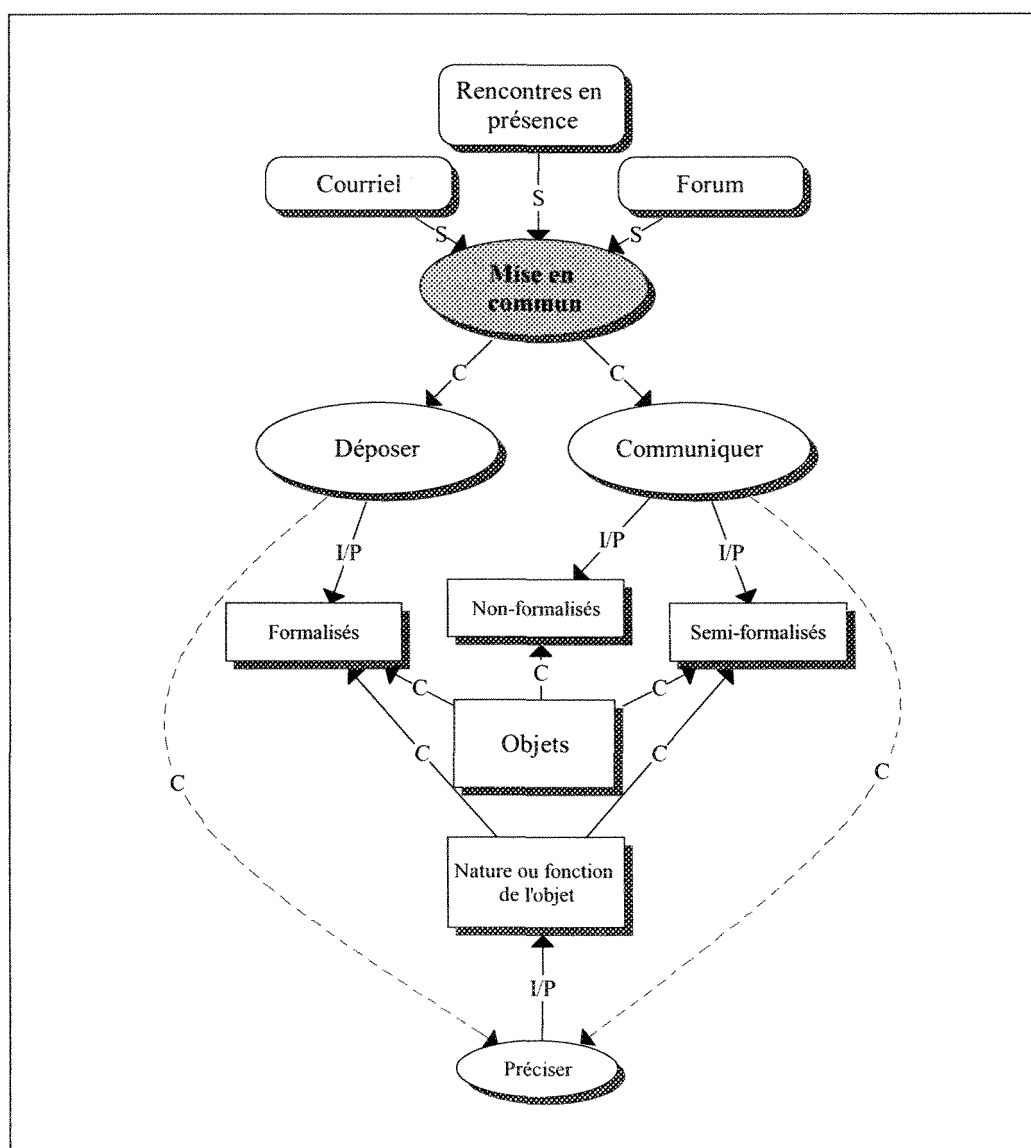 Rencontres en
présence
Courriel
Forum
S
S
S
Mise en
commun
C
C
Déposer
Communiquer
I/P
I/P
I/P
Formalisés
Non-formalisés
Semi-formalisés
C
C
C
Objets
C
C
C
C
Nature ou fonction
de l'objet
I/P
Préciser